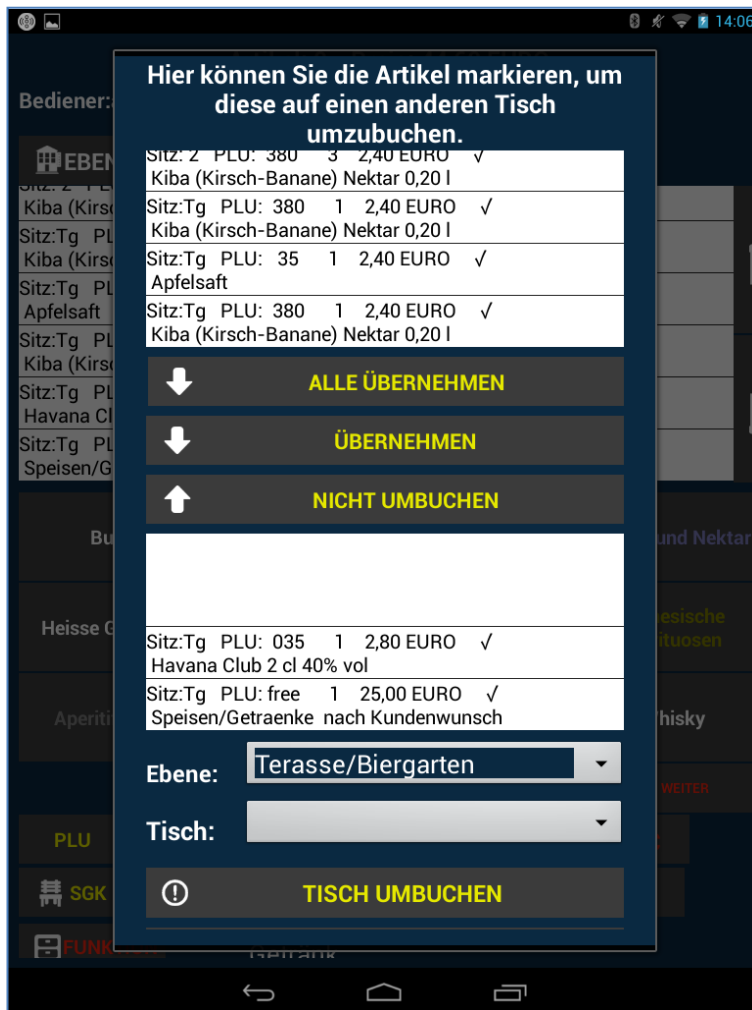 14:06
Hier können Sie die Artikel markieren, um
diese auf einen anderen Tisch
umzubuchen.
Bediener:
EBEN
Sitz: 2 PLU: 380 3 2,40 EURO √
Kiba (Kirsch-Banane) Nektar 0,20 l
Sitz:Tg PLU: 380 1 2,40 EURO √
Kiba (Kirsch-Banane) Nektar 0,20 l
Sitz:Tg PLU: 35 1 2,40 EURO √
Apfelsaft
Sitz:Tg PLU: 380 1 2,40 EURO √
Kiba (Kirsch-Banane) Nektar 0,20 l
Kiba (Kirs
Sitz:Tg PL
Kiba (Kirs
Sitz:Tg PL
Apfelsaft
Sitz:Tg PL
Kiba (Kirs
Sitz:Tg PL
Havana Cl
Sitz:Tg PL
Speisen/G
ALLE ÜBERNEHMEN
ÜBERNEHMEN
NICHT UMBUCHEN
Bu
und Nektar
Heisse G
Aperiti
hisky
WEITER
Sitz:Tg PLU: 035 1 2,80 EURO √
Havana Club 2 cl 40% vol
Sitz:Tg PLU: free 1 25,00 EURO √
Speisen/Getraenke nach Kundenwunsch
Ebene: Terasse/Biergarten
Tisch:
PLU
SGK
TISCH UMBUCHEN
FUNK